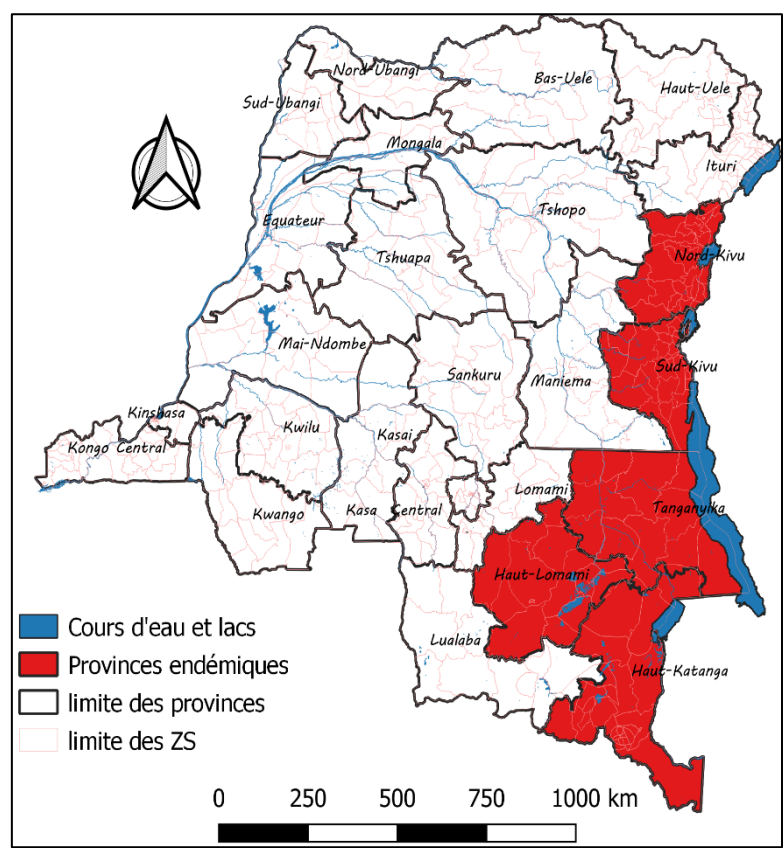 Nord-Ubangi
Bas-Uele
Haut-Uele
Sud-Ubangi
Mongala
Ituri
Equateur
Tshopo
Tshuapa
Nord-Kivu
Mai-Ndombe
Sankuru
Maniema
Sud-Kivu
Kinshasa
Kwilu
Kasai
Kongo Central
Lomami
Kwango
Kasa Central
Tanganyika
Haut-Lomami
Lualaba
Haut-Katanga
Cours d'eau et lacs
Provinces endémiques
limite des provinces
limite des ZS
0 250 500 750 1000 km